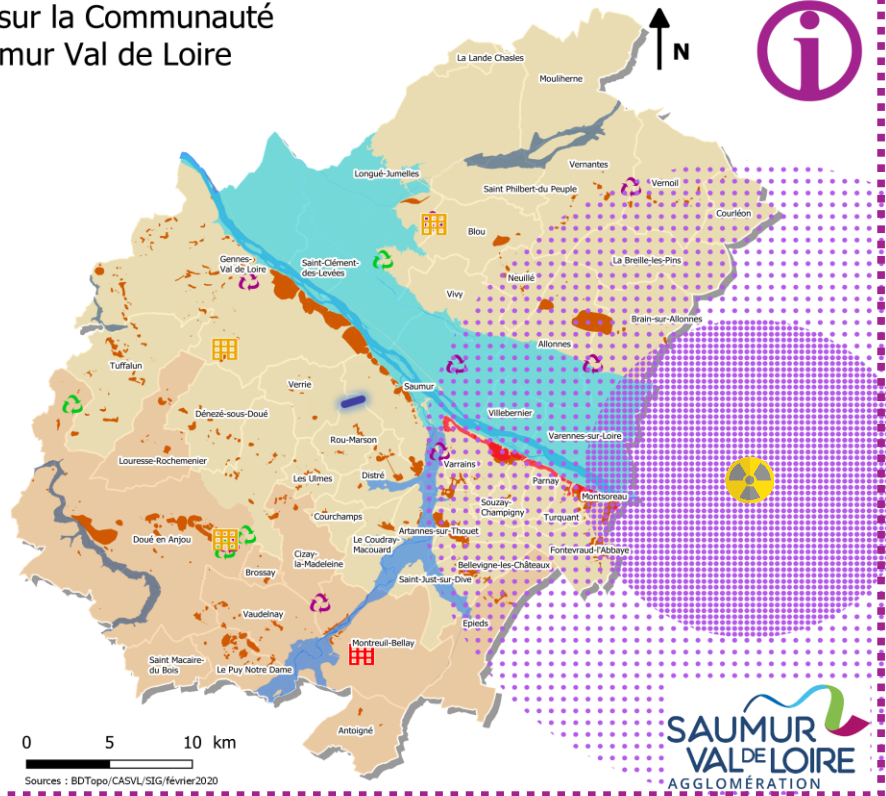 sur la Communauté
mur Val de Loire
N
i
La Lande Chasles
Mouliherne
Longué-Jumelles
Vernantes
Saint Philbert-du Peuple
Vernoil
Courléon
Blou
Gennes-
Val de Loire
Saint-Clément-
des-Levées
La Breille-les-Pins
Neuillé
Vivy
Brain-sur-Allonnes
Allonnes
Tuffalun
Verrie
Saumur
Dénezé-sous-Doué
Villebernier
Rou-Marson
Varennes-sur-Loire
Louresse-Rochemenier
Varrains
Les Ulmes
Distré
Parnay
Montsoreau
Souzay-
Champigny
Courchamps
Turquant
Artannes-sur-Thouet
Doué en Anjou
Le Coudray-
Macouard
Fontevraud-l'Abbaye
Cizay-
la-Madeleine
Bellevigne-les-Châteaux
Brossay
Saint-Just-sur-Dive
Vaudelnay
Epieds
Montreuil-Bellay
Saint Macaire-
du Bois
Le Puy Notre Dame
Antoigné
0 5 10 km
Sources : BDTopo/CASVL/SIG/février2020
SAUMUR
VAL DE LOIRE
AGGLOMÉRATION